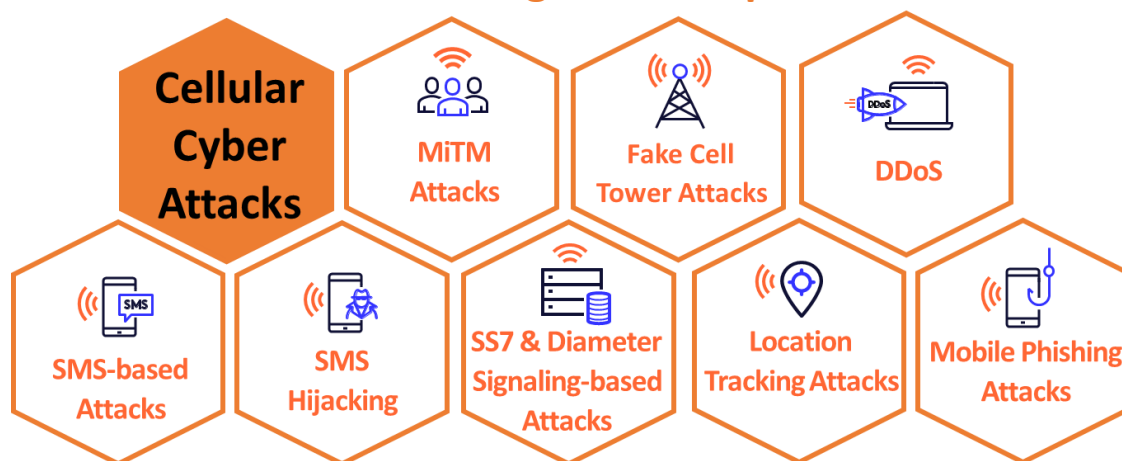 Cellular
Cyber
Attacks
MiTM
Attacks
Fake Cell
Tower Attacks
DDoS
DDoS
SMS
SMS-based
Attacks
SMS
Hijacking
SS7 & Diameter
Signaling-based
Attacks
Location
Tracking Attacks
Mobile Phishing
Attacks